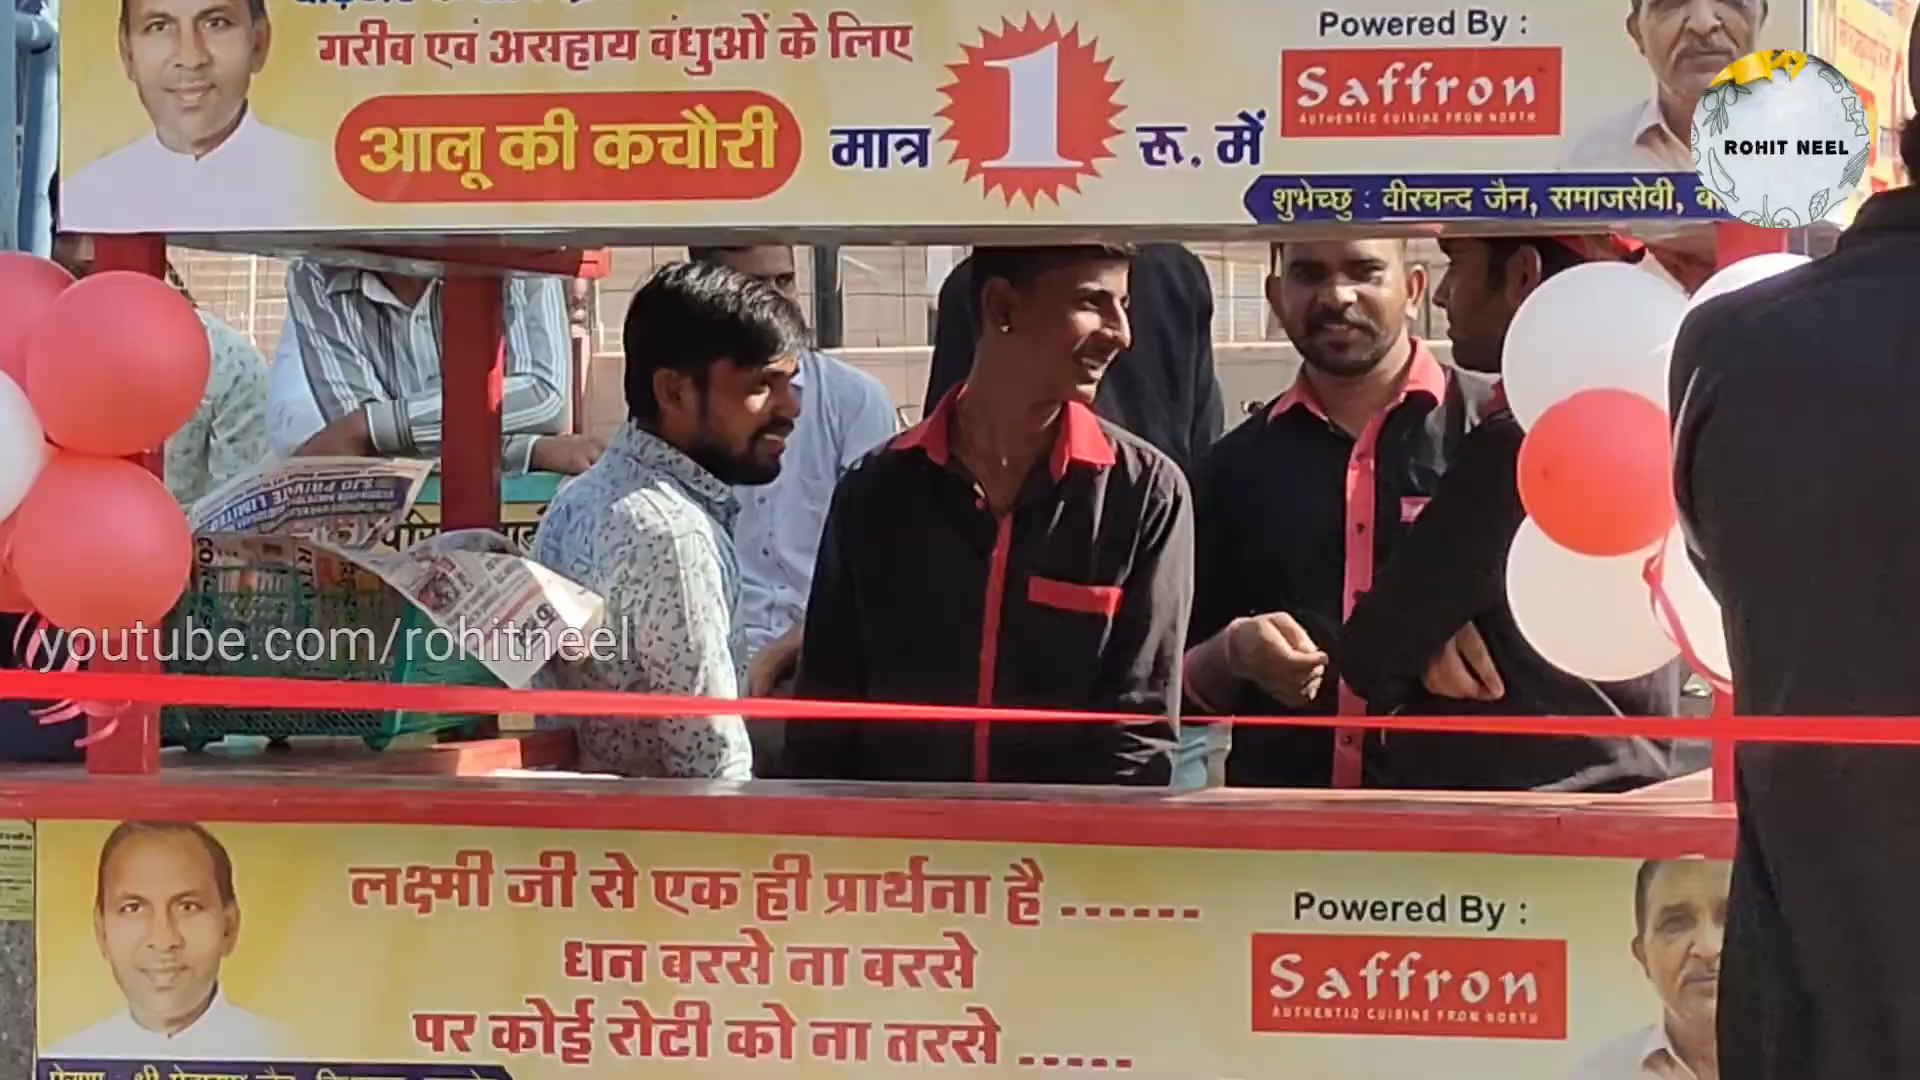 गरीब एवं असहाय बंधुओं के लिए
आलू की कचौरी मात्र 1 रू. में
Powered By :
Saffron
AUTHENTIC CUISINE FROM NORTH
शुभेच्छु : वीरचन्द जैन, समाजसेवी,
ROHIT NEEL
youtube.com/rohitneel
लक्ष्मी जी से एक ही प्रार्थना है ......
धन बरसे ना बरसे
पर कोई रोटी को ना तरसे .....
Powered By :
Saffron
AUTHENTIC CUISINE FROM NORTH